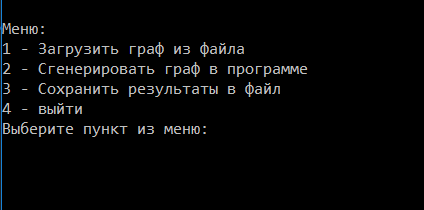 Меню:
1 - Загрузить граф из файла
2 - Сгенерировать граф в программе
3 - Сохранить результаты в файл
4 - выйти
Выберите пункт из меню: